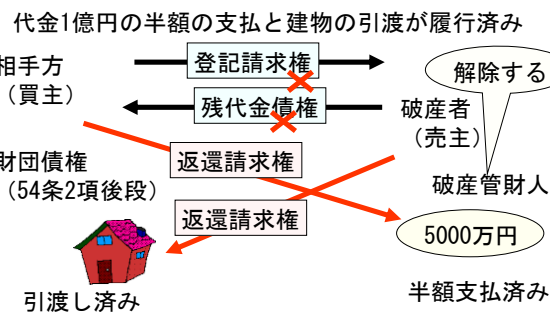 代金1億円の半額の支払と建物の引渡が履行済み
相手方
（買主）
登記請求権
解除する
残代金債権
破産者
（売主）
財団債権
（54条2項後段）
返還請求権
破産管財人
返還請求権
5000万円
引渡し済み
半額支払済み